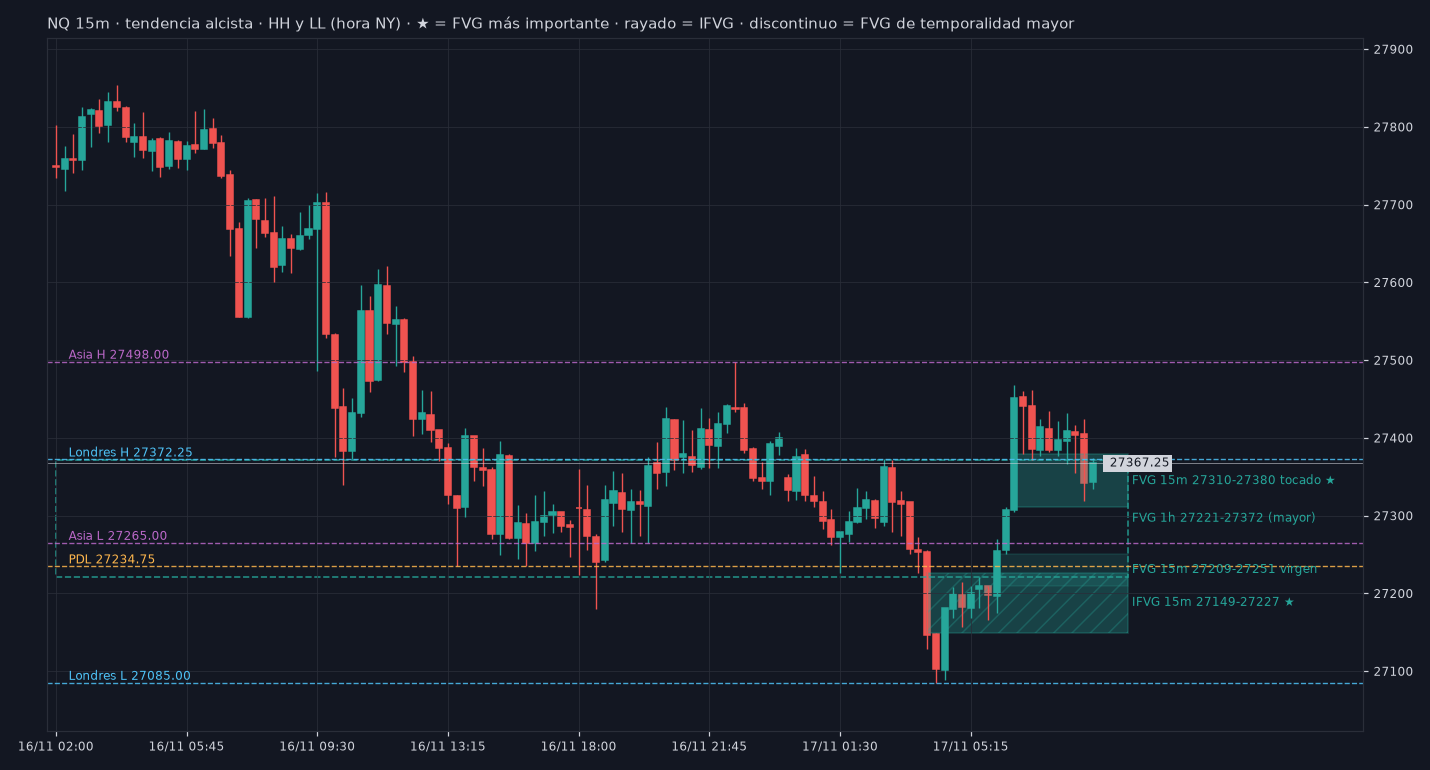 NQ 15m · tendencia alcista · HH y LL (hora NY) · ★ = FVG más importante · rayado = IFVG · discontinuo = FVG de temporalidad mayor
27900
27800
27700
27600
27500
27400
27300
27200
27100
Asia H 27498.00
Londres H 27372.25
27367.25
FVG 15m 27310-27380 tocado ★
FVG 1h 27221-27372 (mayor)
Asia L 27265.00
PDL 27234.75
FVG 15m 27209-27251 virgen
IFVG 15m 27149-27227 ★
Londres L 27085.00
16/11 02:00
16/11 05:45
16/11 09:30
16/11 13:15
16/11 18:00
16/11 21:45
17/11 01:30
17/11 05:15